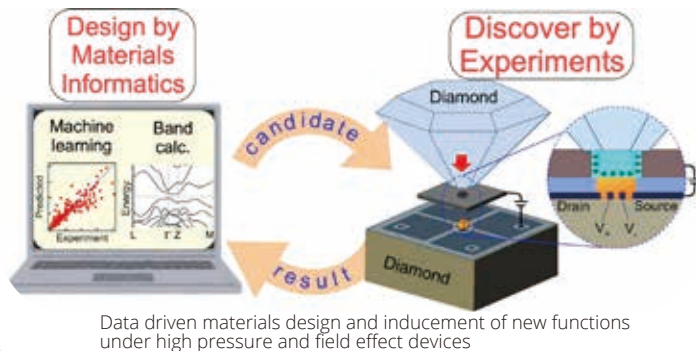 Design by
Materials
Informatics
Discover by
Experiments
Machine
learning
Band
calc.
Predicted
Experiment
Energy
L
Γ
Z
M
candidate
result
Diamond
Diamond
Drain
Source
V₊
V₋
Data driven materials design and inducement of new functions
under high pressure and field effect devices